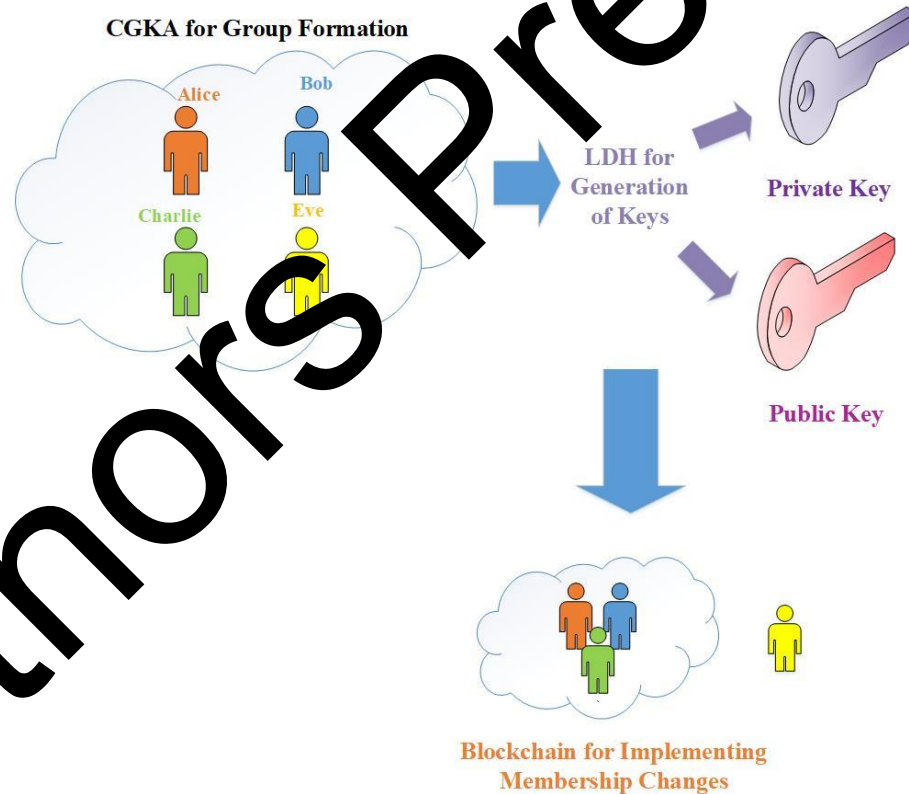 CGKA for Group Formation
Alice
Bob
Charlie
Eve
LDH for
Generation
of Keys
Private Key
Public Key
Blockchain for Implementing
Membership Changes